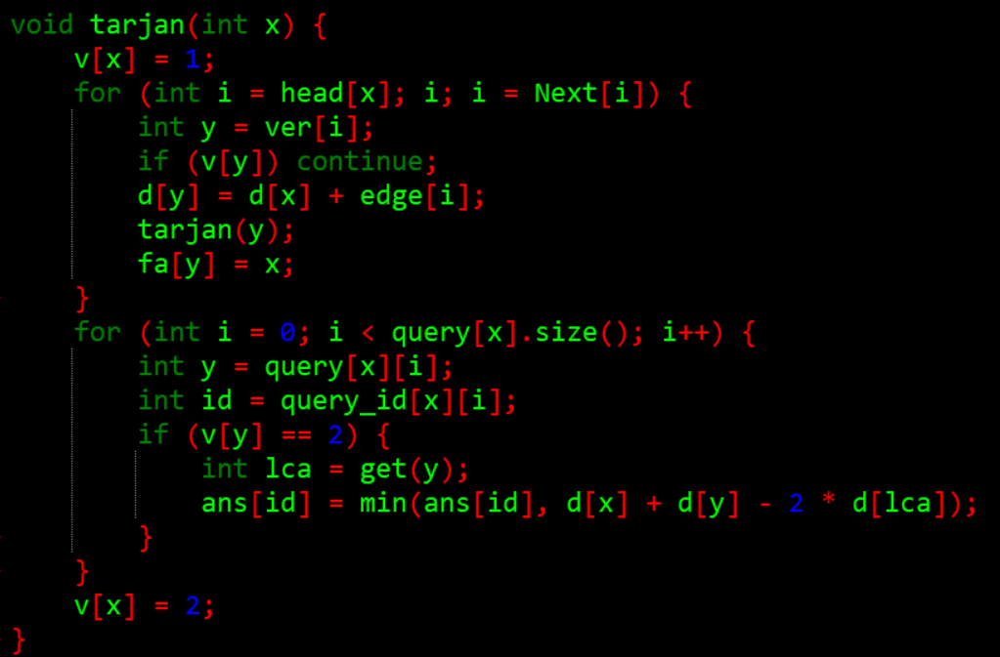 void tarjan(int x) {
    v[x] = 1;
    for (int i = head[x]; i; i = Next[i]) {
        int y = ver[i];
        if (v[y]) continue;
        d[y] = d[x] + edge[i];
        tarjan(y);
        fa[y] = x;
    }
    for (int i = 0; i < query[x].size(); i++) {
        int y = query[x][i];
        int id = query_id[x][i];
        if (v[y] == 2) {
            int lca = get(y);
            ans[id] = min(ans[id], d[x] + d[y] - 2 * d[lca]);
        }
    }
    v[x] = 2;
}